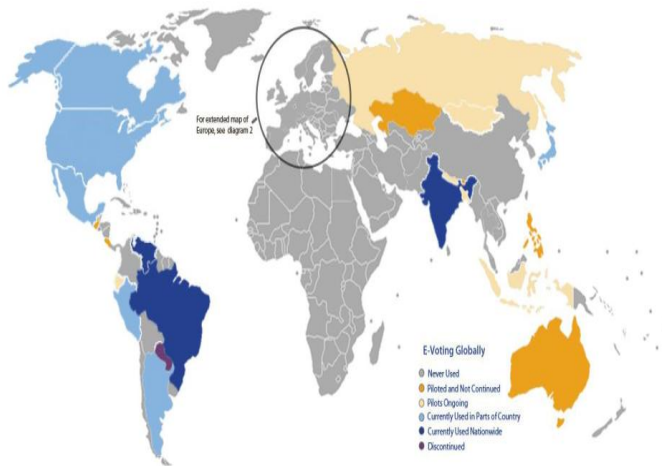 For extended map of
Europe, see diagram 2
E-Voting Globally
Never Used
Piloted and Not Continued
Pilots Ongoing
Currently Used in Parts of Country
Currently Used Nationwide
Discontinued